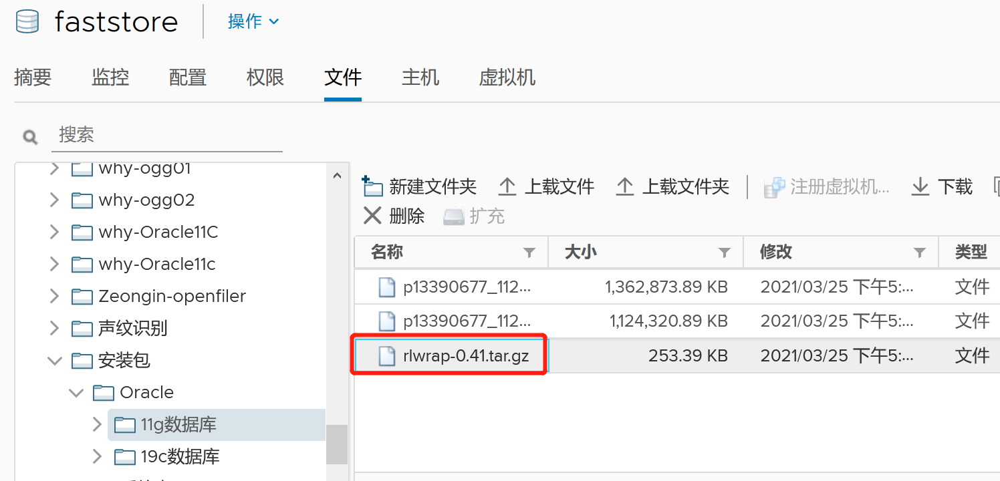 faststore 操作
摘要 监控 配置 权限 文件 主机 虚拟机
搜索
why-ogg01
why-ogg02
why-Oracle11C
why-Oracle11c
Zeongin-openfiler
声纹识别
安装包
Oracle
11g数据库
19c数据库
新建文件夹 上载文件 上载文件夹 注册虚拟机... 下载
删除 扩充
名称 大小 修改 类型
p13390677_112... 1,362,873.89 KB 2021/03/25 下午5:... 文件
p13390677_112... 1,124,320.89 KB 2021/03/25 下午5:... 文件
rlwrap-0.41.tar.gz 253.39 KB 2021/03/25 下午5:... 文件